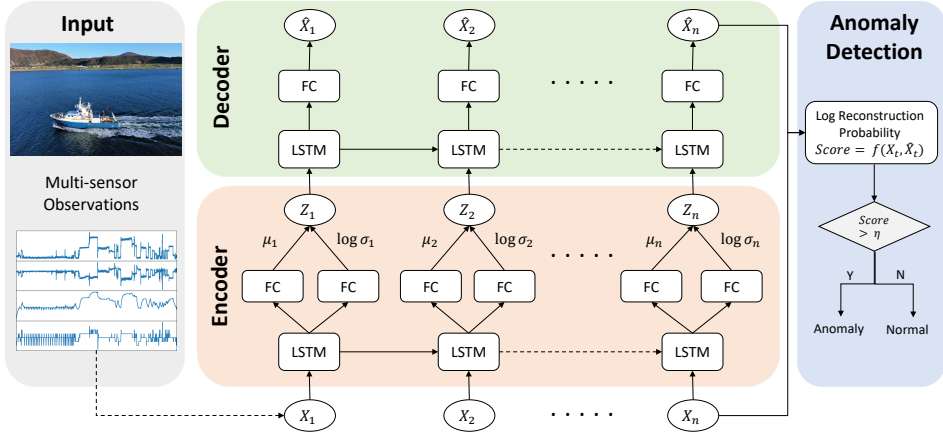 Input
Multi-sensor
Observations
Decoder
X̂₁
X̂₂
X̂ₙ
FC
FC
· · · · ·
FC
LSTM
LSTM
LSTM
Encoder
Z₁
Z₂
Zₙ
μ₁
log σ₁
μ₂
log σ₂
μₙ
log σₙ
· · · · ·
FC
FC
FC
FC
FC
FC
LSTM
LSTM
LSTM
X₁
X₂
· · · · ·
Xₙ
Anomaly
Detection
Log Reconstruction
Probability
Score = f(Xₜ, X̂ₜ)
Score
> η
Y
N
Anomaly
Normal